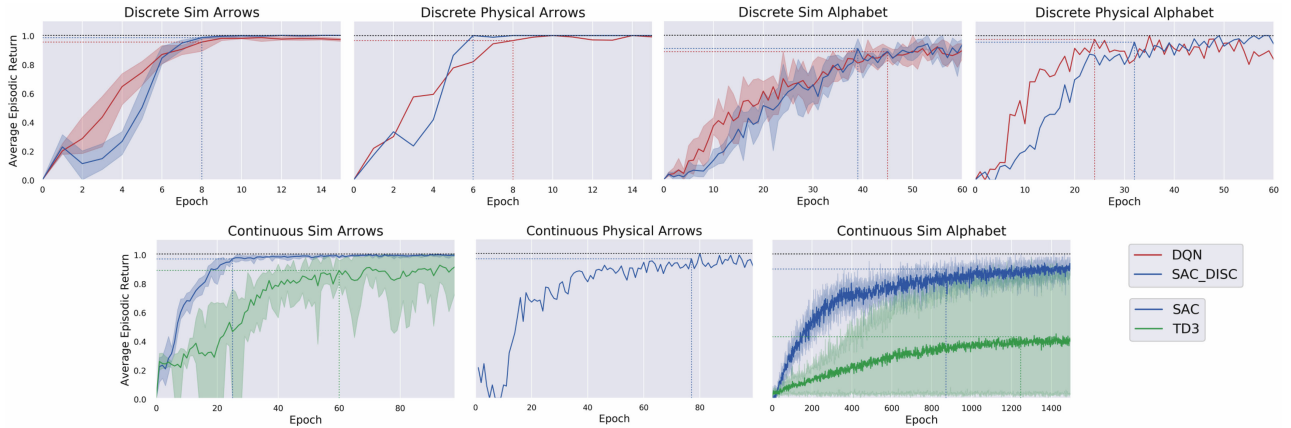 Discrete Sim Arrows
Average Episodic Return
1.0
0.8
0.6
0.4
0.2
0.0
0 2 4 6 8 10 12 14
Epoch
Discrete Physical Arrows
0 2 4 6 8 10 12 14
Epoch
Discrete Sim Alphabet
0 10 20 30 40 50 60
Epoch
Discrete Physical Alphabet
0 10 20 30 40 50 60
Epoch
Continuous Sim Arrows
Average Episodic Return
1.0
0.8
0.6
0.4
0.2
0.0
0 20 40 60 80
Epoch
Continuous Physical Arrows
0 20 40 60 80
Epoch
Continuous Sim Alphabet
0 200 400 600 800 1000 1200 1400
Epoch
DQN
SAC_DISC
SAC
TD3